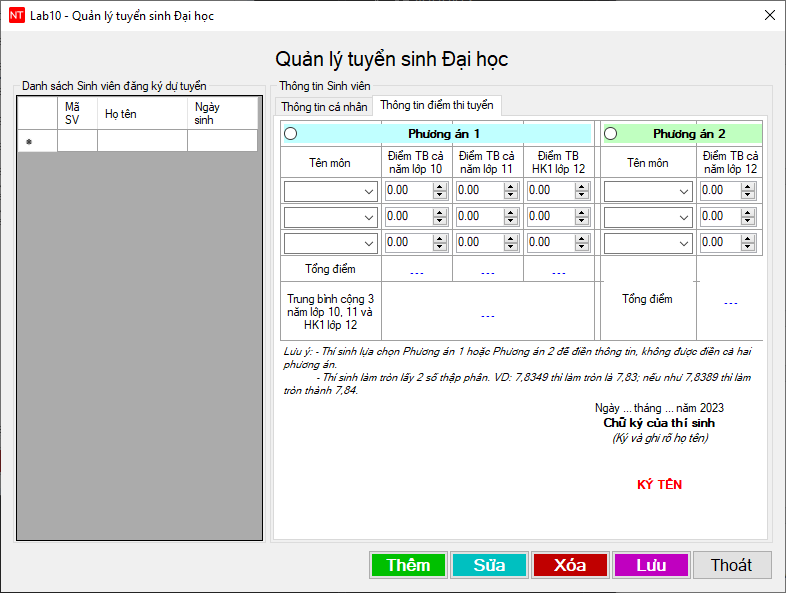 NT Lab10 - Quản lý tuyển sinh Đại học
Quản lý tuyển sinh Đại học
Danh sách Sinh viên đăng ký dự tuyển
Mã
SV
Họ tên
Ngày
sinh
*
Thông tin Sinh viên
Thông tin cá nhân
Thông tin điểm thi tuyển
Phương án 1
Phương án 2
Tên môn
Điểm TB cả
năm lớp 10
Điểm TB cả
năm lớp 11
Điểm TB
HK1 lớp 12
Tên môn
Điểm TB cả
năm lớp 12
0.00 0.00 0.00 0.00
0.00 0.00 0.00 0.00
0.00 0.00 0.00 0.00
Tổng điểm --- --- ---
Trung bình cộng 3
năm lớp 10, 11 và
HK1 lớp 12
---
Tổng điểm ---
Lưu ý: - Thí sinh lựa chọn Phương án 1 hoặc Phương án 2 để điền thông tin, không được điền cả hai
phương án.
- Thí sinh làm tròn lấy 2 số thập phân. VD: 7,8349 thì làm tròn là 7,83; nếu như 7,8389 thì làm
tròn thành 7,84.
Ngày ... tháng ... năm 2023
Chữ ký của thí sinh
(Ký và ghi rõ họ tên)
KÝ TÊN
Thêm Sửa Xóa Lưu Thoát